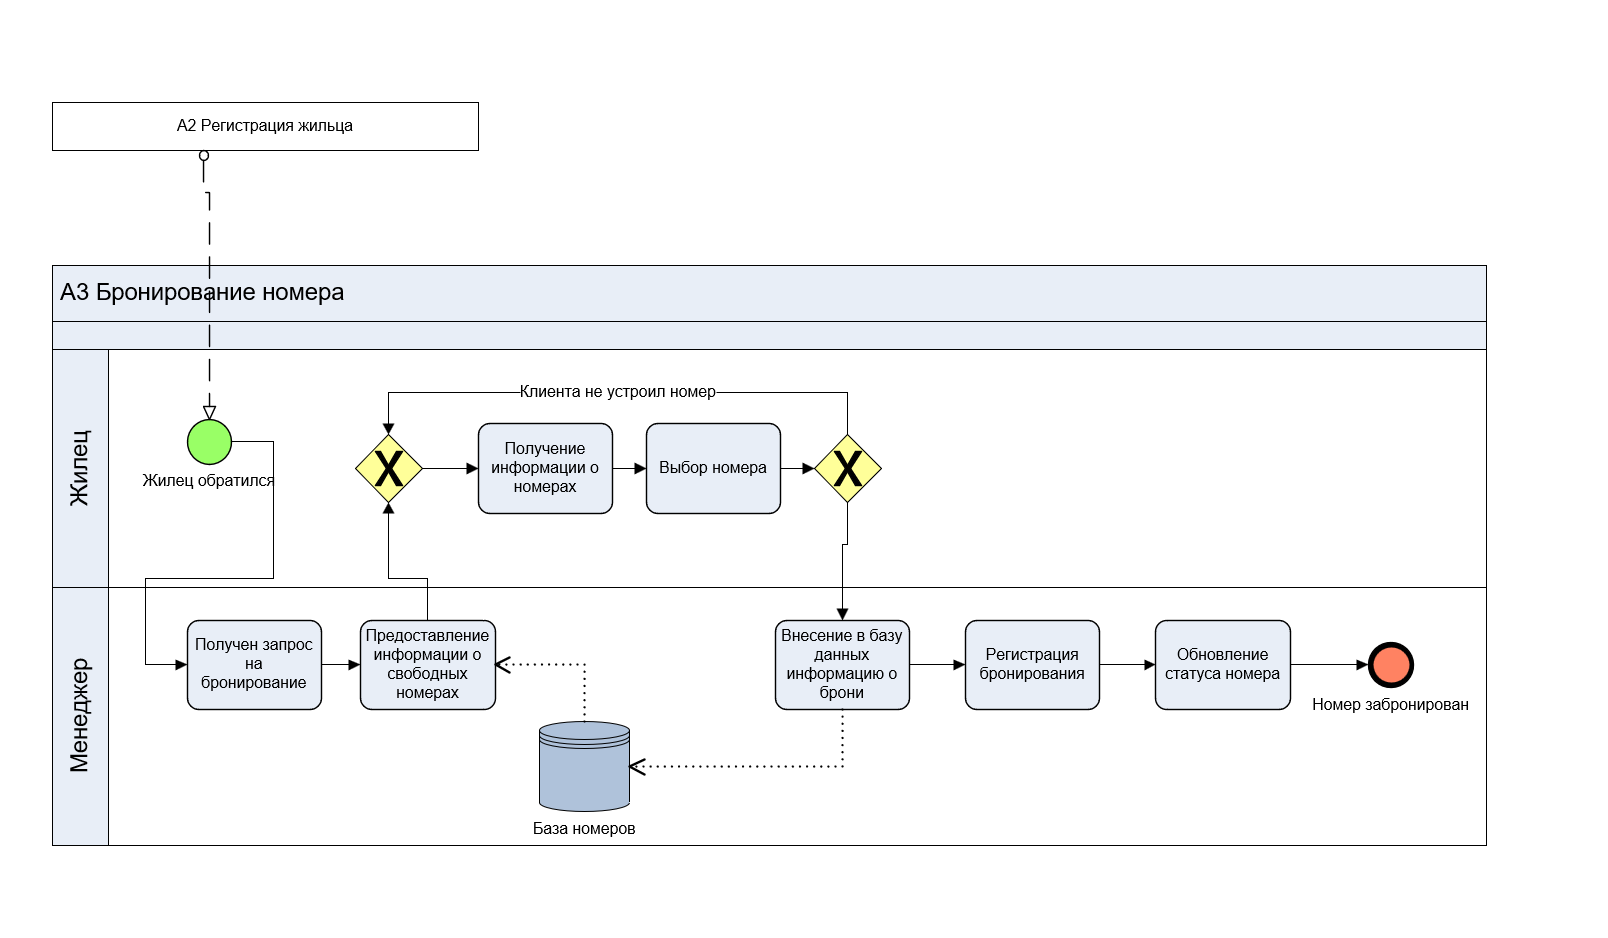 A2 Регистрация жильца
A3 Бронирование номера
Жилец
Жилец обратился
Клиента не устроил номер
X
Получение
информации о
номерах
Выбор номера
X
Менеджер
Получен запрос
на
бронирование
Предоставление
информации о
свободных
номерах
База номеров
Внесение в базу
данных
информацию о
брони
Регистрация
бронирования
Обновление
статуса номера
Номер забронирован